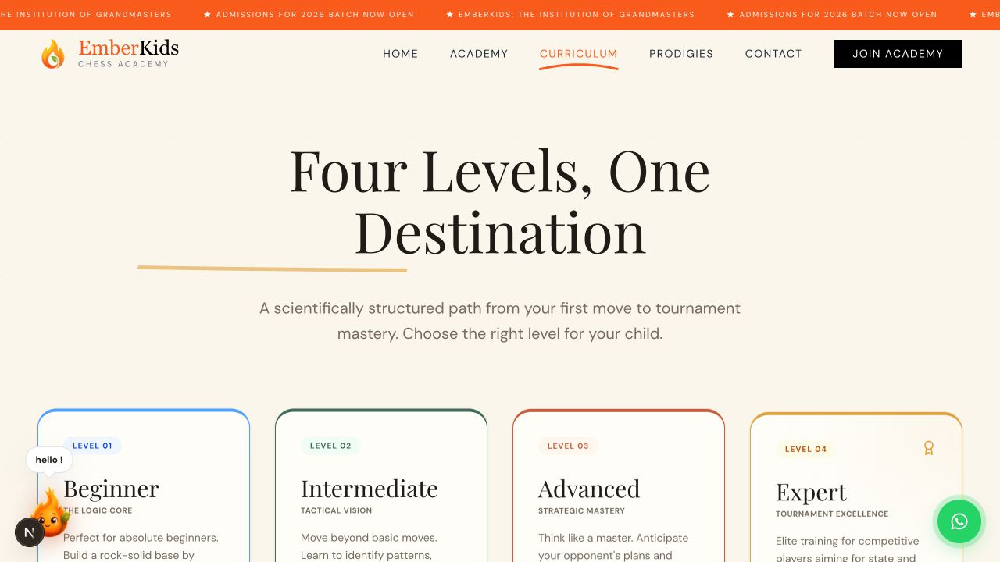 HE INSTITUTION OF GRANDMASTERS ★ ADMISSIONS FOR 2026 BATCH NOW OPEN ★ EMBERKIDS: THE INSTITUTION OF GRANDMASTERS ★ ADMISSIONS FOR 2026 BATCH NOW OPEN ★ EMB
EmberKids
CHESS ACADEMY
HOME ACADEMY CURRICULUM PRODIGIES CONTACT JOIN ACADEMY
Four Levels, One
Destination
A scientifically structured path from your first move to tournament
mastery. Choose the right level for your child.
LEVEL 01
Beginner
THE LOGIC CORE
Perfect for absolute beginners.
Build a rock-solid base by
LEVEL 02
Intermediate
TACTICAL VISION
Move beyond basic moves.
Learn to identify patterns,
LEVEL 03
Advanced
STRATEGIC MASTERY
Think like a master. Anticipate
your opponent's plans and
LEVEL 04
Expert
TOURNAMENT EXCELLENCE
Elite training for competitive
players aiming for state and
hello !
N